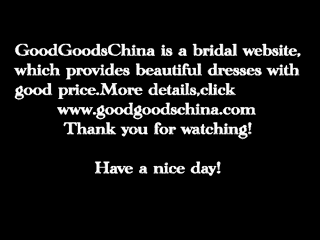 GoodGoodsChina is a bridal website,
which provides beautiful dresses with
good price.More details,click
www.goodgoodschina.com
Thank you for watching!
Have a nice day!